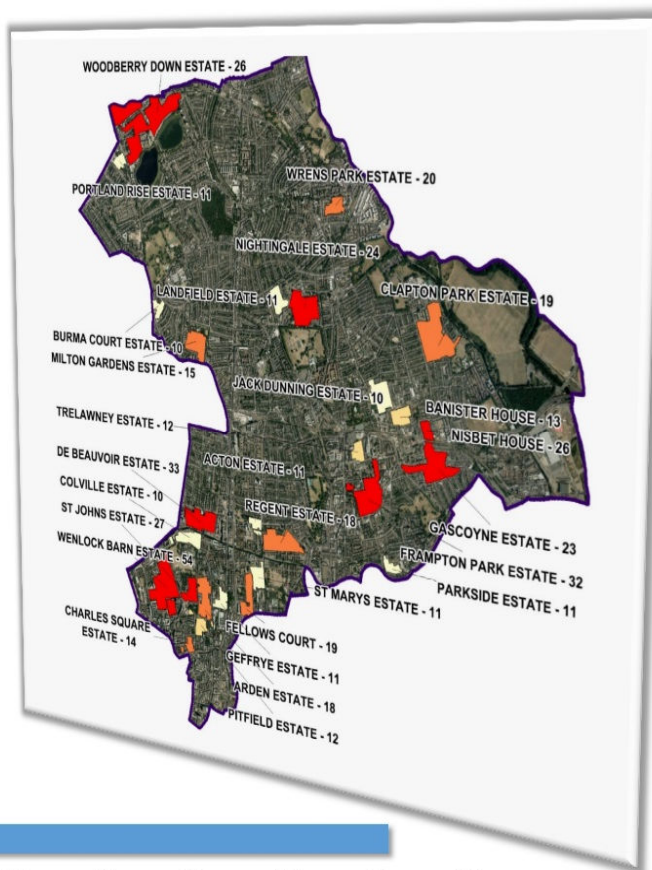 WOODBERRY DOWN ESTATE - 26
WRENS PARK ESTATE - 20
PORTLAND RISE ESTATE - 11
NIGHTINGALE ESTATE - 24
LANDFIELD ESTATE - 11
CLAPTON PARK ESTATE - 19
BURMA COURT ESTATE - 10
MILTON GARDENS ESTATE - 15
JACK DUNNING ESTATE - 10
BANISTER HOUSE - 13
TRELAWNEY ESTATE - 12
NISBET HOUSE - 26
DE BEAUVOIR ESTATE - 33
ACTON ESTATE - 11
COLVILLE ESTATE - 10
REGENT ESTATE - 18
ST JOHNS ESTATE - 27
GASCOYNE ESTATE - 23
WENLOCK BARN ESTATE - 54
FRAMPTON PARK ESTATE - 32
PARKSIDE ESTATE - 11
ST MARYS ESTATE - 11
CHARLES SQUARE
ESTATE - 14
FELLOWS COURT - 19
GEFFRYE ESTATE - 11
ARDEN ESTATE - 18
PITFIELD ESTATE - 12